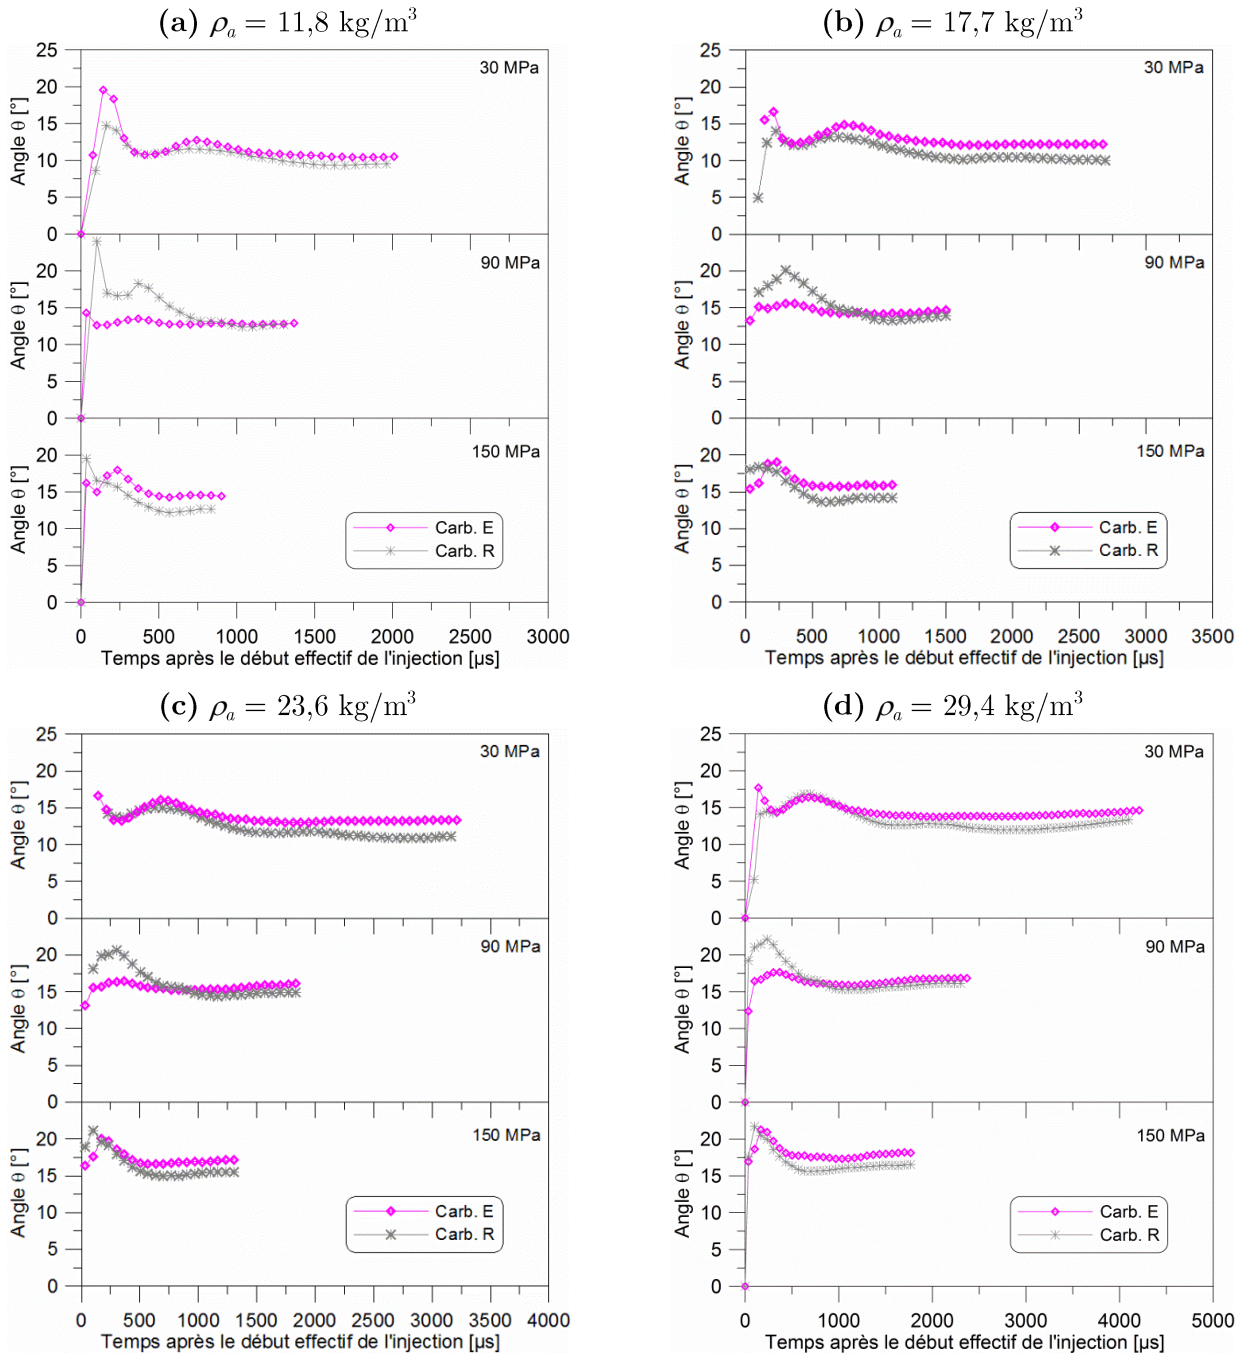 (a) ρₐ = 11,8 kg/m³
25
20
15
10
5
0
Angle θ [°]
30 MPa
20
15
10
5
0
Angle θ [°]
90 MPa
20
15
10
5
0
Angle θ [°]
150 MPa
Carb. E
Carb. R
0 500 1000 1500 2000 2500 3000
Temps après le début effectif de l'injection [µs]
(b) ρₐ = 17,7 kg/m³
25
20
15
10
5
0
Angle θ [°]
30 MPa
20
15
10
5
0
Angle θ [°]
90 MPa
20
15
10
5
0
Angle θ [°]
150 MPa
Carb. E
Carb. R
0 500 1000 1500 2000 2500 3000 3500
Temps après le début effectif de l'injection [µs]
(c) ρₐ = 23,6 kg/m³
25
20
15
10
5
0
Angle θ [°]
30 MPa
20
15
10
5
0
Angle θ [°]
90 MPa
20
15
10
5
0
Angle θ [°]
150 MPa
Carb. E
Carb. R
0 500 1000 1500 2000 2500 3000 3500 4000
Temps après le début effectif de l'injection [µs]
(d) ρₐ = 29,4 kg/m³
25
20
15
10
5
0
Angle θ [°]
30 MPa
20
15
10
5
0
Angle θ [°]
90 MPa
20
15
10
5
0
Angle θ [°]
150 MPa
Carb. E
Carb. R
0 1000 2000 3000 4000 5000
Temps après le début effectif de l'injection [µs]